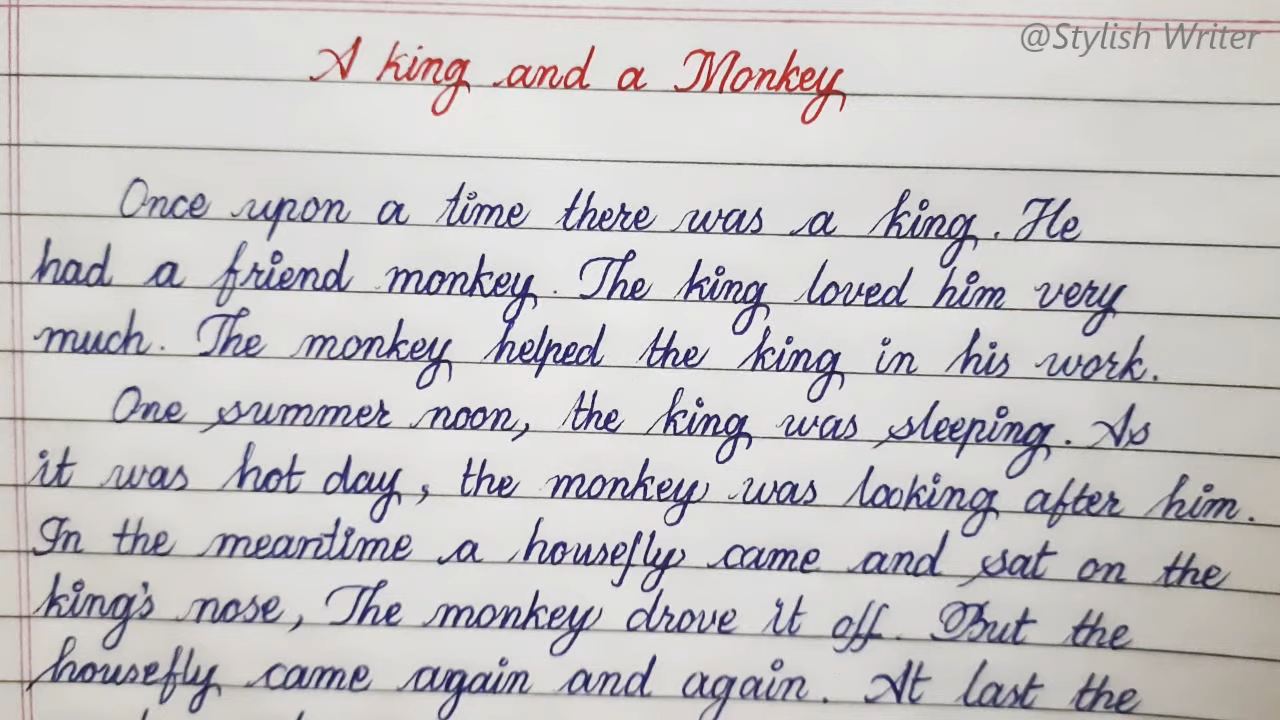 @Stylish Writer
A king and a Monkey
Once upon a time there was a king. He
had a friend monkey. The king loved him very
much. The monkey helped the king in his work.
One summer noon, the king was sleeping. As
it was hot day, the monkey was looking after him.
In the meantime a housefly came and sat on the
king's nose, The monkey drove it off. But the
housefly came again and again. At last the